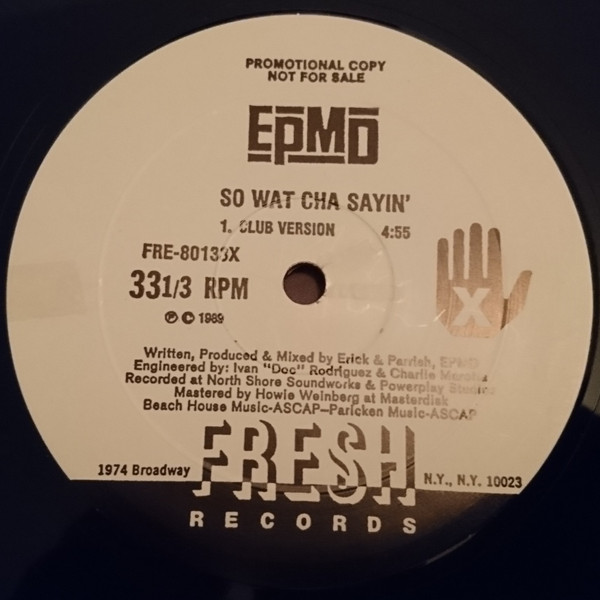 PROMOTIONAL COPY
NOT FOR SALE
EPMD
SO WAT CHA SAYIN'
1. CLUB VERSION 4:55
FRE-80133X
33 1/3 RPM
X
℗ © 1989
Written, Produced & Mixed by Erick & Parrish, EPMD
Engineered by: Ivan "Doc" Rodriguez & Charlie Marotta
Recorded at North Shore Soundworks & Powerplay Studios
Mastered by Howie Weinberg at Masterdisk
Beach House Music-ASCAP–Paricken Music-ASCAP
1974 Broadway FRESH N.Y., N.Y. 10023
RECORDS